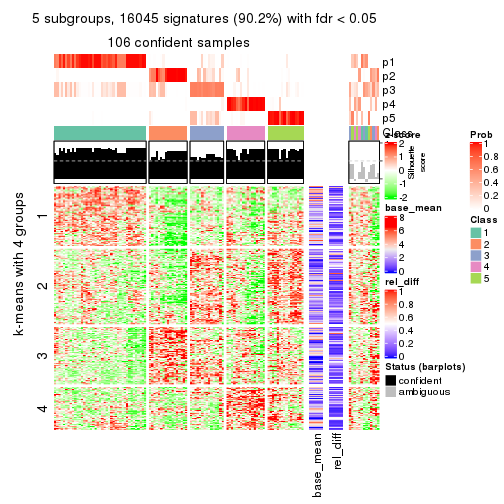 5 subgroups, 16045 signatures (90.2%) with fdr < 0.05
106 confident samples
p1
p2
p3
p4
p5
Class
k-means with 4 groups
1
2
3
4
base_mean
rel_diff
z-score
2
1
0
-1
-2
Silhouette
score
base_mean
8
6
4
2
0
rel_diff
1
0.8
0.6
0.4
0.2
0
Status (barplots)
confident
ambiguous
Prob
1
0.8
0.6
0.4
0.2
0
Class
1
2
3
4
5